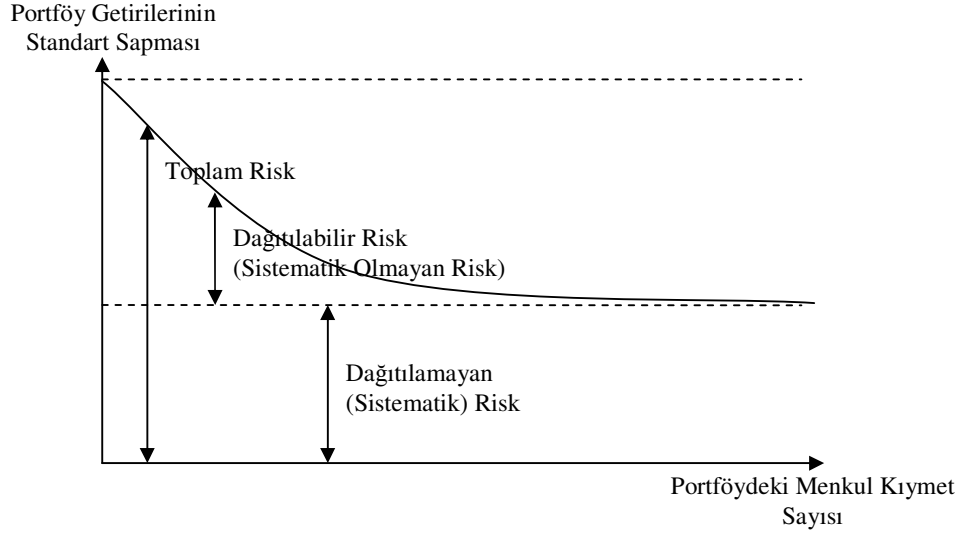 Portföy Getirilerinin
Standart Sapması
Toplam Risk
Dağıtılabilir Risk
(Sistematik Olmayan Risk)
Dağıtılamayan
(Sistematik) Risk
Portföydeki Menkul Kıymet
Sayısı